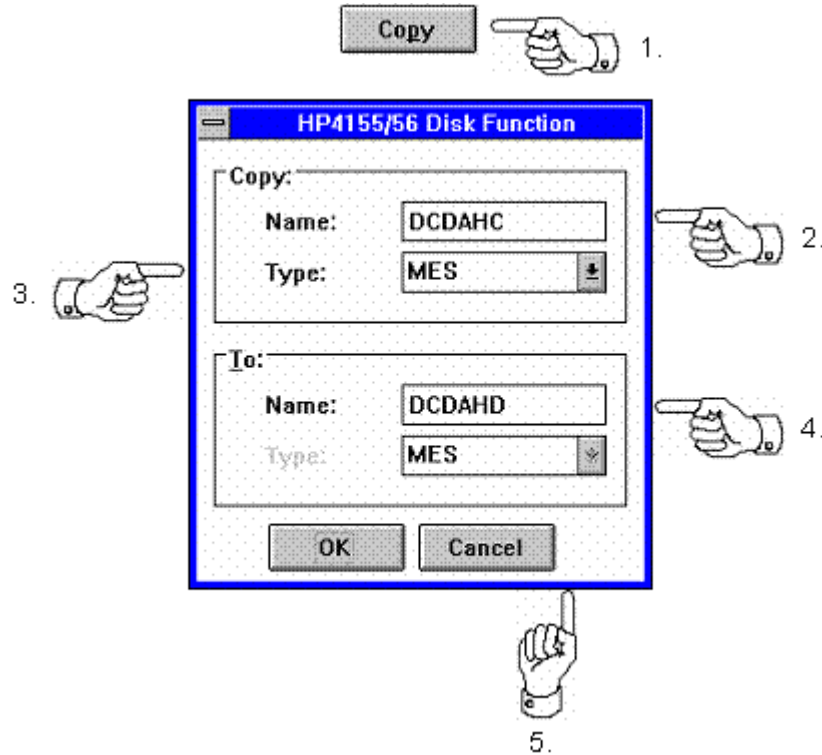 Copy
1.
HP4155/56 Disk Function
Copy:
Name: DCDAHC
2.
Type: MES
3.
To:
Name: DCDAHD
4.
Type: MES
OK Cancel
5.